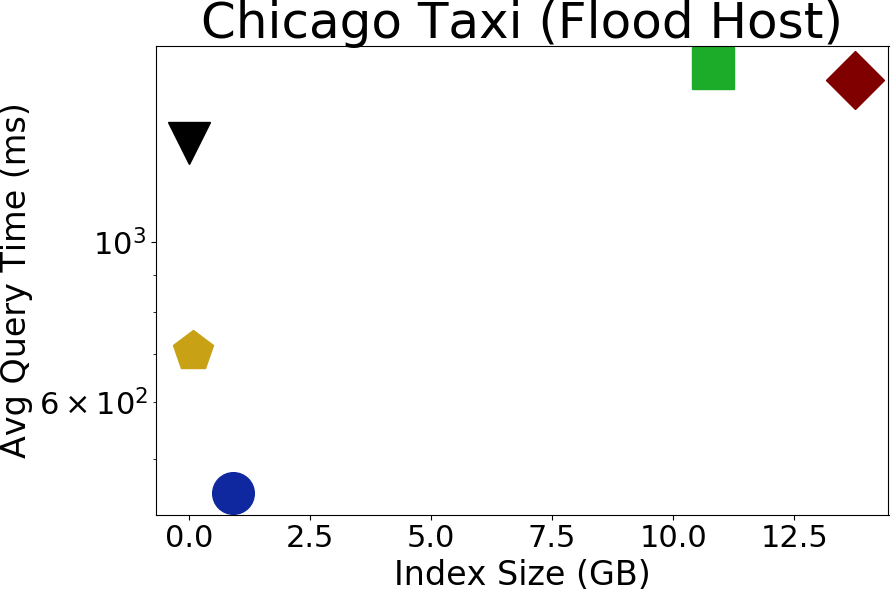 Chicago Taxi (Flood Host)
Avg Query Time (ms)
10³
6 × 10²
0.0 2.5 5.0 7.5 10.0 12.5
Index Size (GB)